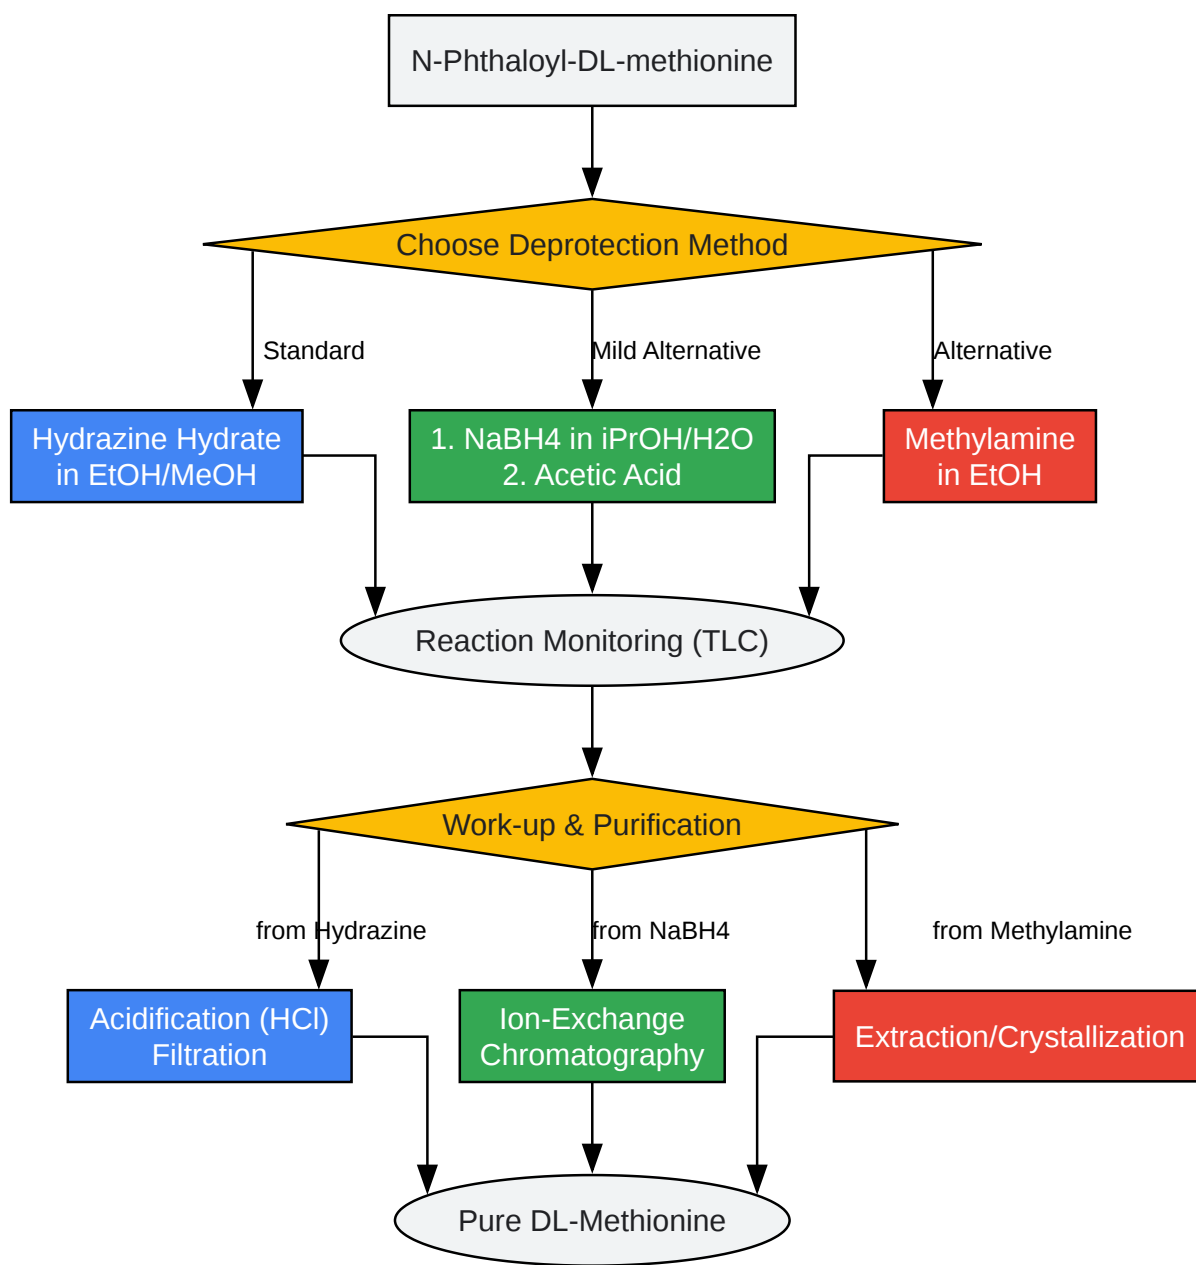 N-Phthaloyl-DL-methionine
Choose Deprotection Method
Standard
Mild Alternative
Alternative
Hydrazine Hydrate
in EtOH/MeOH
1. NaBH4 in iPrOH/H2O
2. Acetic Acid
Methylamine
in EtOH
Reaction Monitoring (TLC)
Work-up & Purification
from Hydrazine
from NaBH4
from Methylamine
Acidification (HCl)
Filtration
Ion-Exchange
Chromatography
Extraction/Crystallization
Pure DL-Methionine